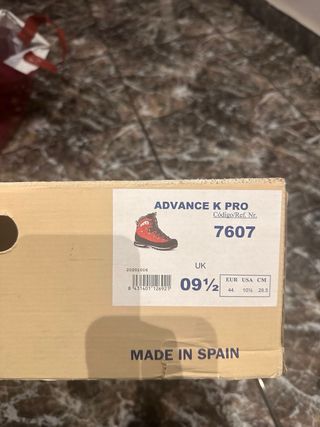 ADVANCE K PRO
Código/Ref. Nr.
7607
UK
20201006
09½
EUR USA CM
44 10½ 28.5
MADE IN SPAIN